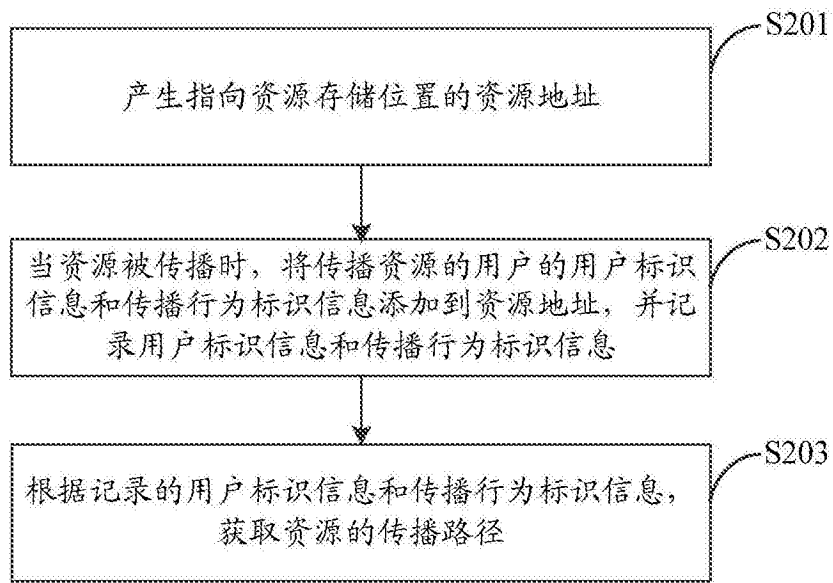 S201
产生指向资源存储位置的资源地址
S202
当资源被传播时，将传播资源的用户的用户标识
信息和传播行为标识信息添加到资源地址，并记
录用户标识信息和传播行为标识信息
S203
根据记录的用户标识信息和传播行为标识信息，
获取资源的传播路径